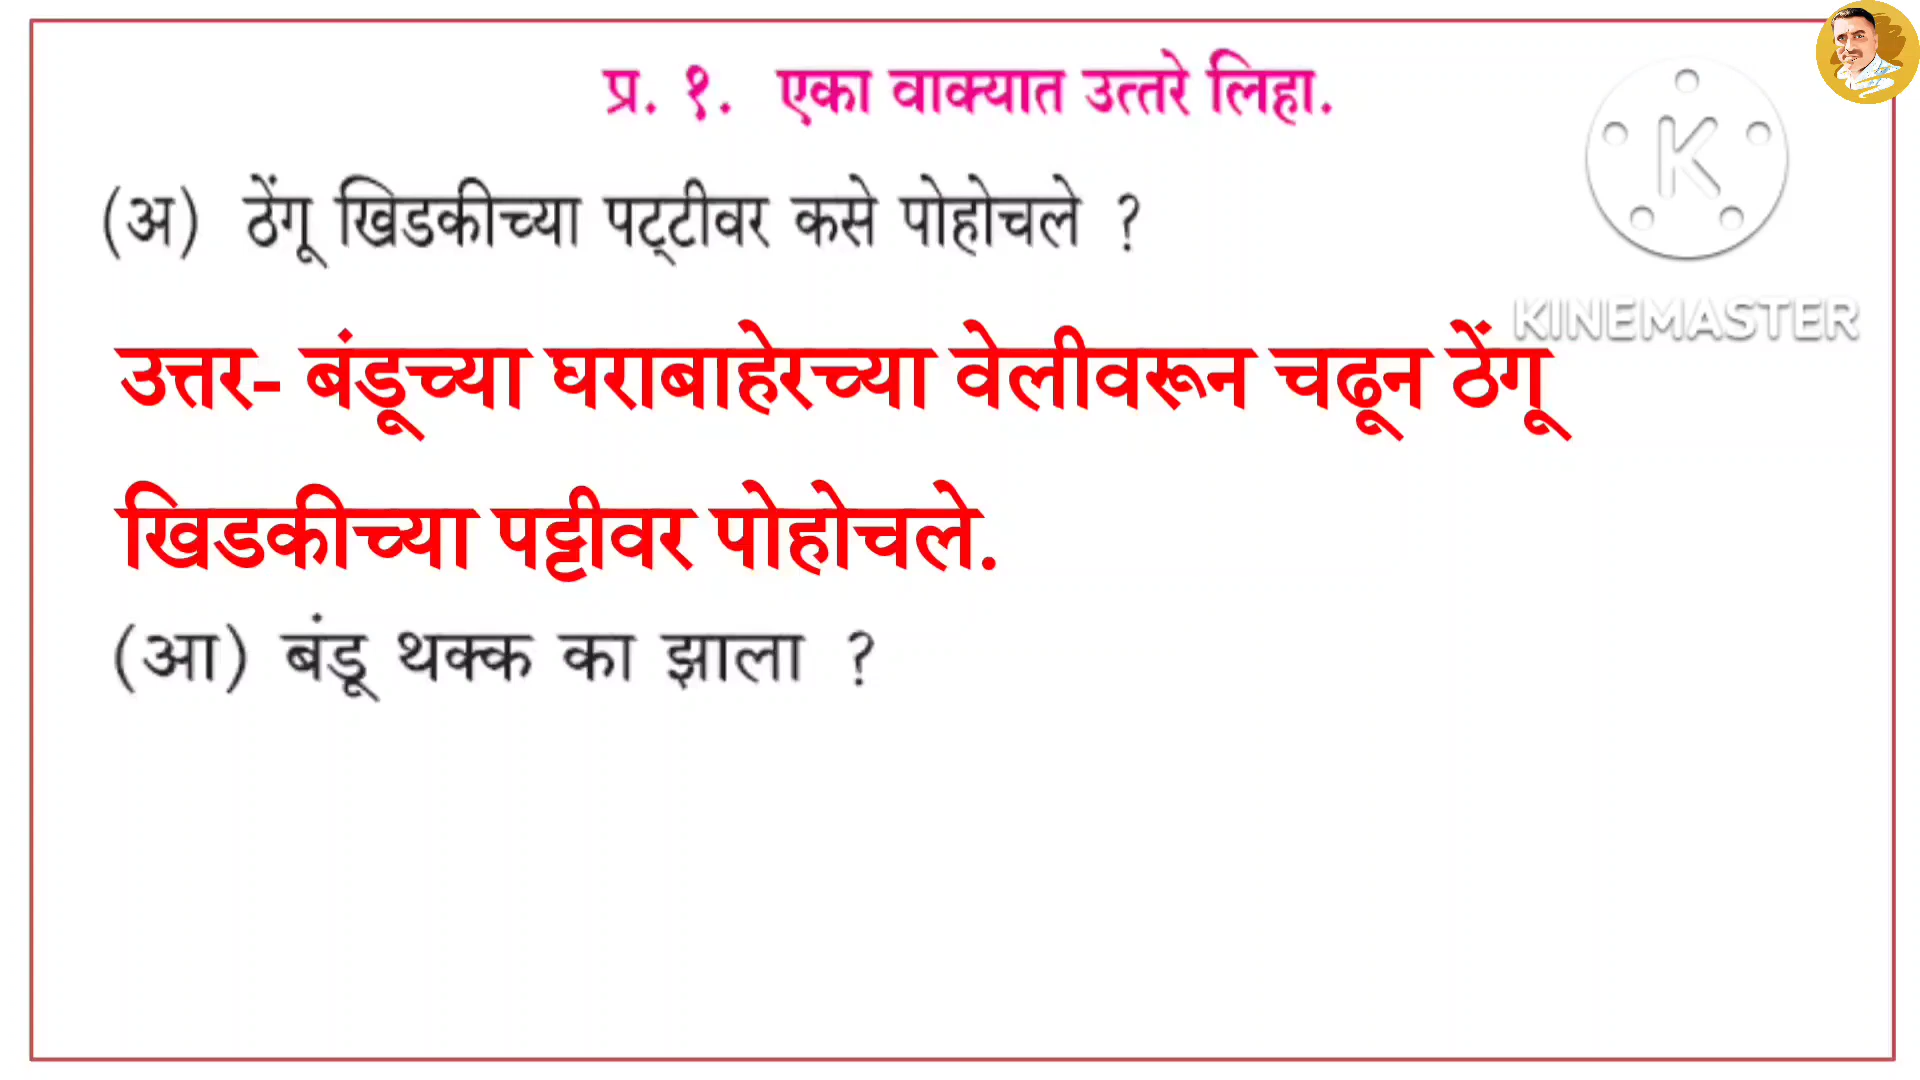 प्र. १. एका वाक्यात उत्तरे लिहा.
(अ) ठेंगू खिडकीच्या पट्टीवर कसे पोहोचले ?
KINEMASTER
उत्तर- बंडूच्या घराबाहेरच्या वेलीवरून चढून ठेंगू
खिडकीच्या पट्टीवर पोहोचले.
(आ) बंडू थक्क का झाला ?